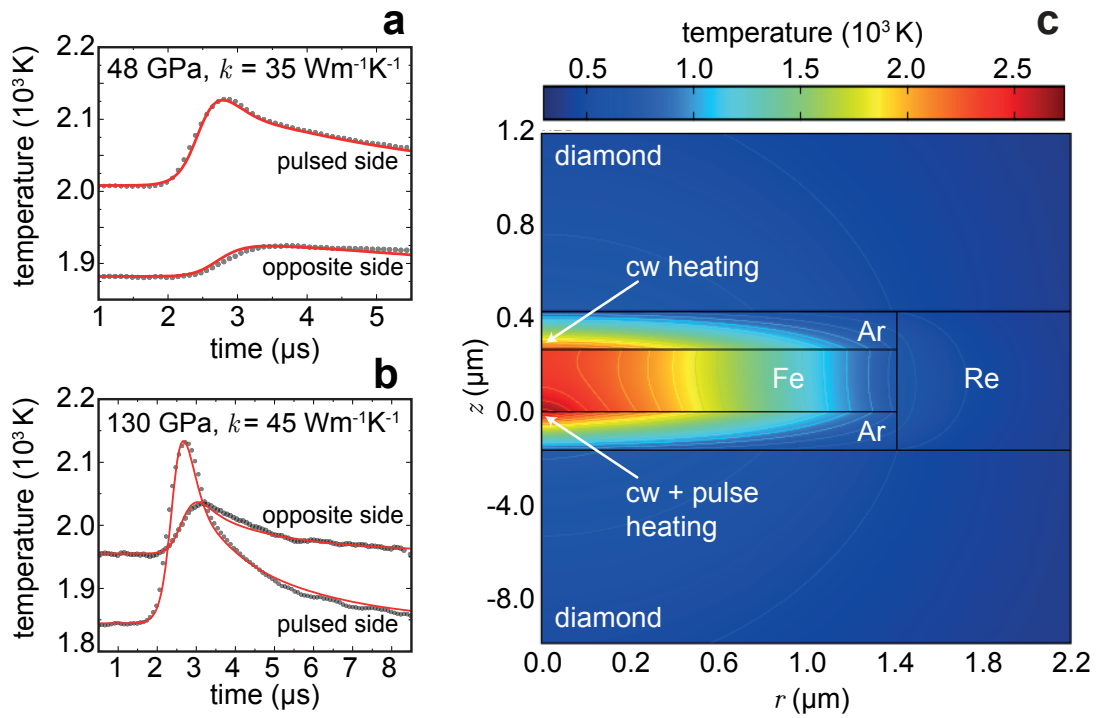 a
2.2
2.1
2.0
1.9
temperature (10³ K)
48 GPa, k = 35 Wm⁻¹K⁻¹
pulsed side
opposite side
1 2 3 4 5
time (µs)
b
2.2
2.1
2.0
1.9
1.8
temperature (10³ K)
130 GPa, k = 45 Wm⁻¹K⁻¹
opposite side
pulsed side
1 2 3 4 5 6 7 8
time (µs)
c
temperature (10³ K)
0.5 1.0 1.5 2.0 2.5
1.2
0.8
0.4
0.0
-4.0
-8.0
z (µm)
diamond
cw heating
Ar
Fe
Re
Ar
cw + pulse
heating
diamond
0.0 0.2 0.6 1.0 1.4 1.8 2.2
r (µm)